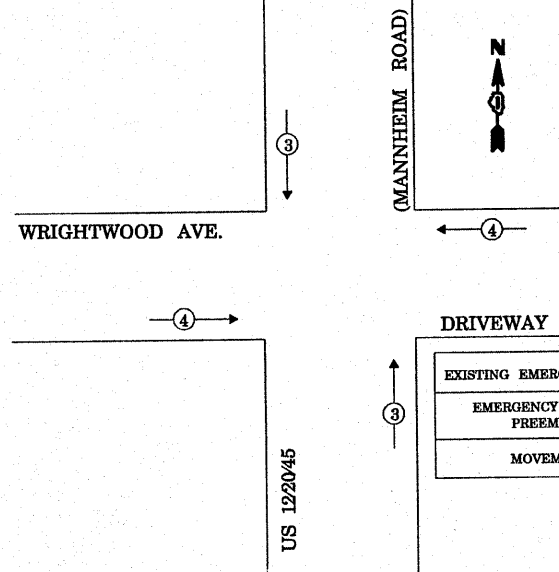 (MANNHEIM ROAD)
N
3
WRIGHTWOOD AVE.
4
4
DRIVEWAY
EXISTING EMER
3
EMERGENCY
PREEM
MOVEM
US 12/20/45